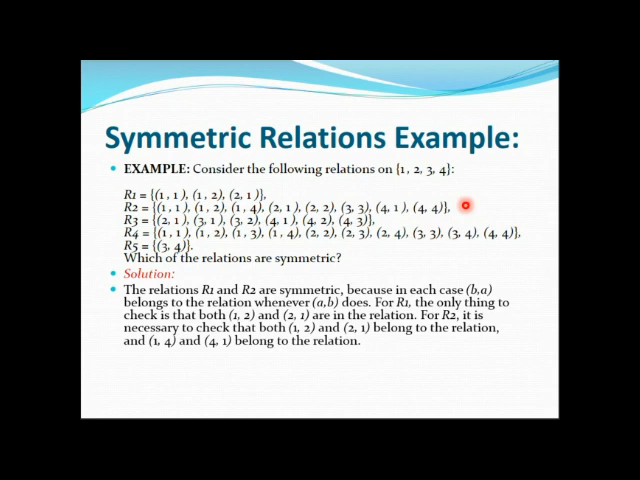 Symmetric Relations Example:
EXAMPLE: Consider the following relations on {1, 2, 3, 4}:
R1 = {(1, 1), (1, 2), (2, 1)},
R2 = {(1, 1), (1, 2), (1, 4), (2, 1), (2, 2), (3, 3), (4, 1), (4, 4)},
R3 = {(2, 1), (3, 1), (3, 2), (4, 1), (4, 2), (4, 3)},
R4 = {(1, 1), (1, 2), (1, 3), (1, 4), (2, 2), (2, 3), (2, 4), (3, 3), (3, 4), (4, 4)},
R5 = {(3, 4)}.
Which of the relations are symmetric?
Solution:
The relations R1 and R2 are symmetric, because in each case (b,a)
belongs to the relation whenever (a,b) does. For R1, the only thing to
check is that both (1, 2) and (2, 1) are in the relation. For R2, it is
necessary to check that both (1, 2) and (2, 1) belong to the relation,
and (1, 4) and (4, 1) belong to the relation.